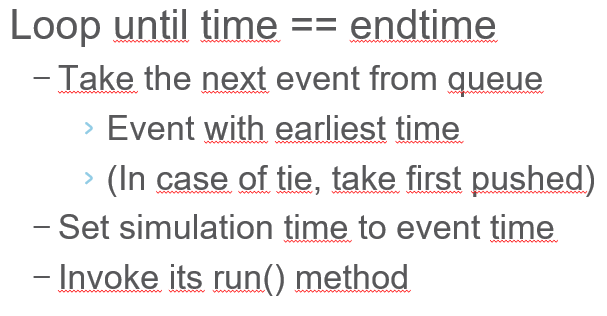 Loop until time == endtime
– Take the next event from queue
› Event with earliest time
› (In case of tie, take first pushed)
– Set simulation time to event time
– Invoke its run() method